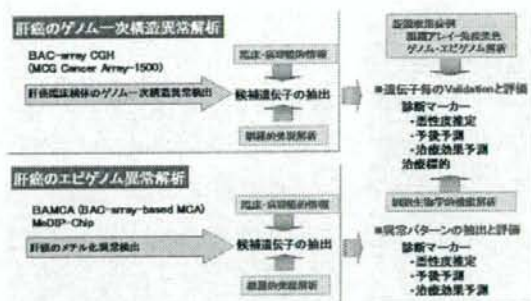 肝癌のゲノム一次構造異常解析
BAC-array CGH
(MCG Cancer Array-1500)
肝癌臨床検体のゲノム一次構造異常検出
臨床・病理学的情報
候補遺伝子の抽出
網羅的発現解析
ゲノム・エピゲノム解析
※遺伝子毎のValidationと評価
診断マーカー
・悪性度推定
・予後予測
・治療効果予測
治療標的
肝癌のエピゲノム異常解析
BAMCA (BAC-array-based MCA)
MeDIP-Chip
肝癌のメチル化異常検出
臨床・病理学的情報
候補遺伝子の抽出
網羅的発現解析
※異常パターンの抽出と評価
診断マーカー
・悪性度推定
・予後予測
・治療効果予測